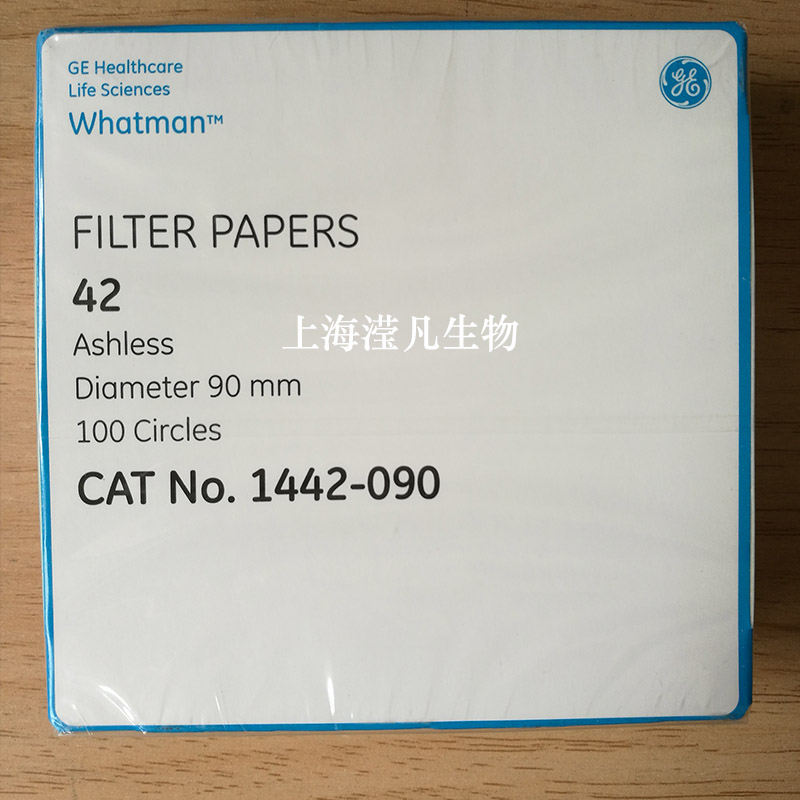 GE Healthcare
Life Sciences
Whatman™
GE
FILTER PAPERS
42
Ashless
上海滢凡生物
Diameter 90 mm
100 Circles
CAT No. 1442-090